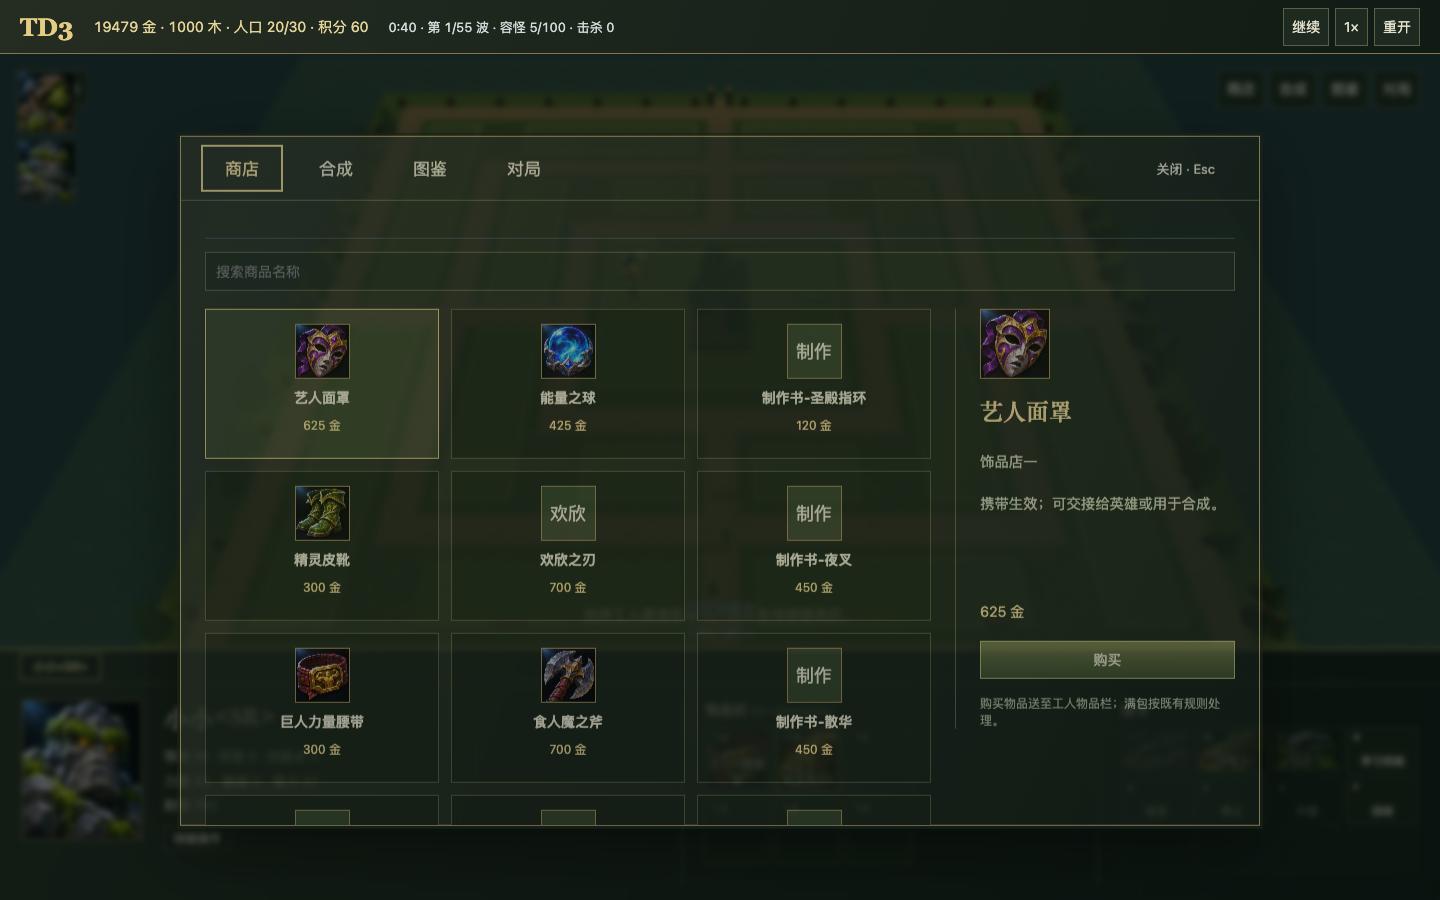 TD3
19479 金 · 1000 木 · 人口 20/30 · 积分 60
0:40 · 第 1/55 波 · 容怪 5/100 · 击杀 0
继续
1×
重开
商店
合成
图鉴
对局
关闭 · Esc
搜索商品名称
艺人面罩
625 金
能量之球
425 金
制作
制作书-圣殿指环
120 金
精灵皮靴
300 金
欢欣
欢欣之刃
700 金
制作
制作书-夜叉
450 金
巨人力量腰带
300 金
食人魔之斧
700 金
制作
制作书-散华
450 金
艺人面罩
饰品店一
携带生效；可交接给英雄或用于合成。
625 金
购买
购买物品送至工人物品栏；满包按既有规则处
理。